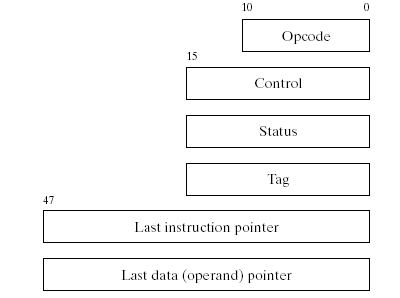 10 0
Opcode
15
Control
Status
Tag
47
Last instruction pointer
Last data (operand) pointer